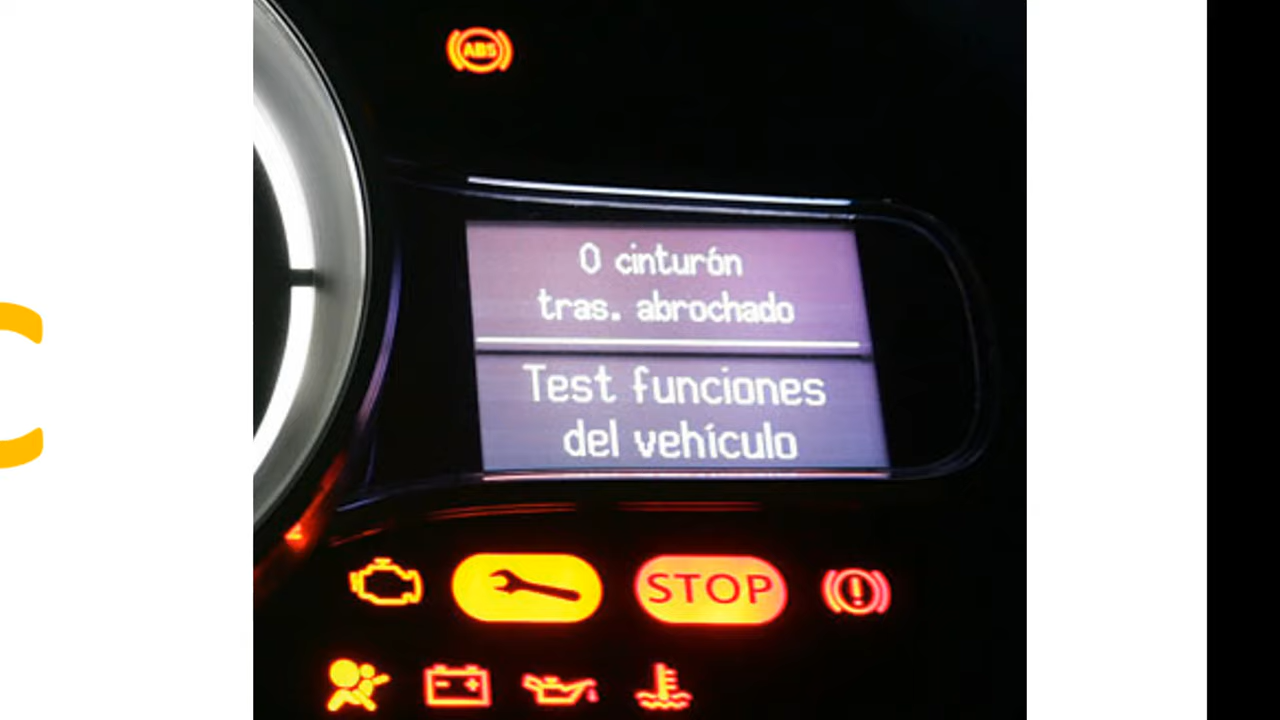 ABS
0 cinturón
tras. abrochado
Test funciones
del vehículo
STOP